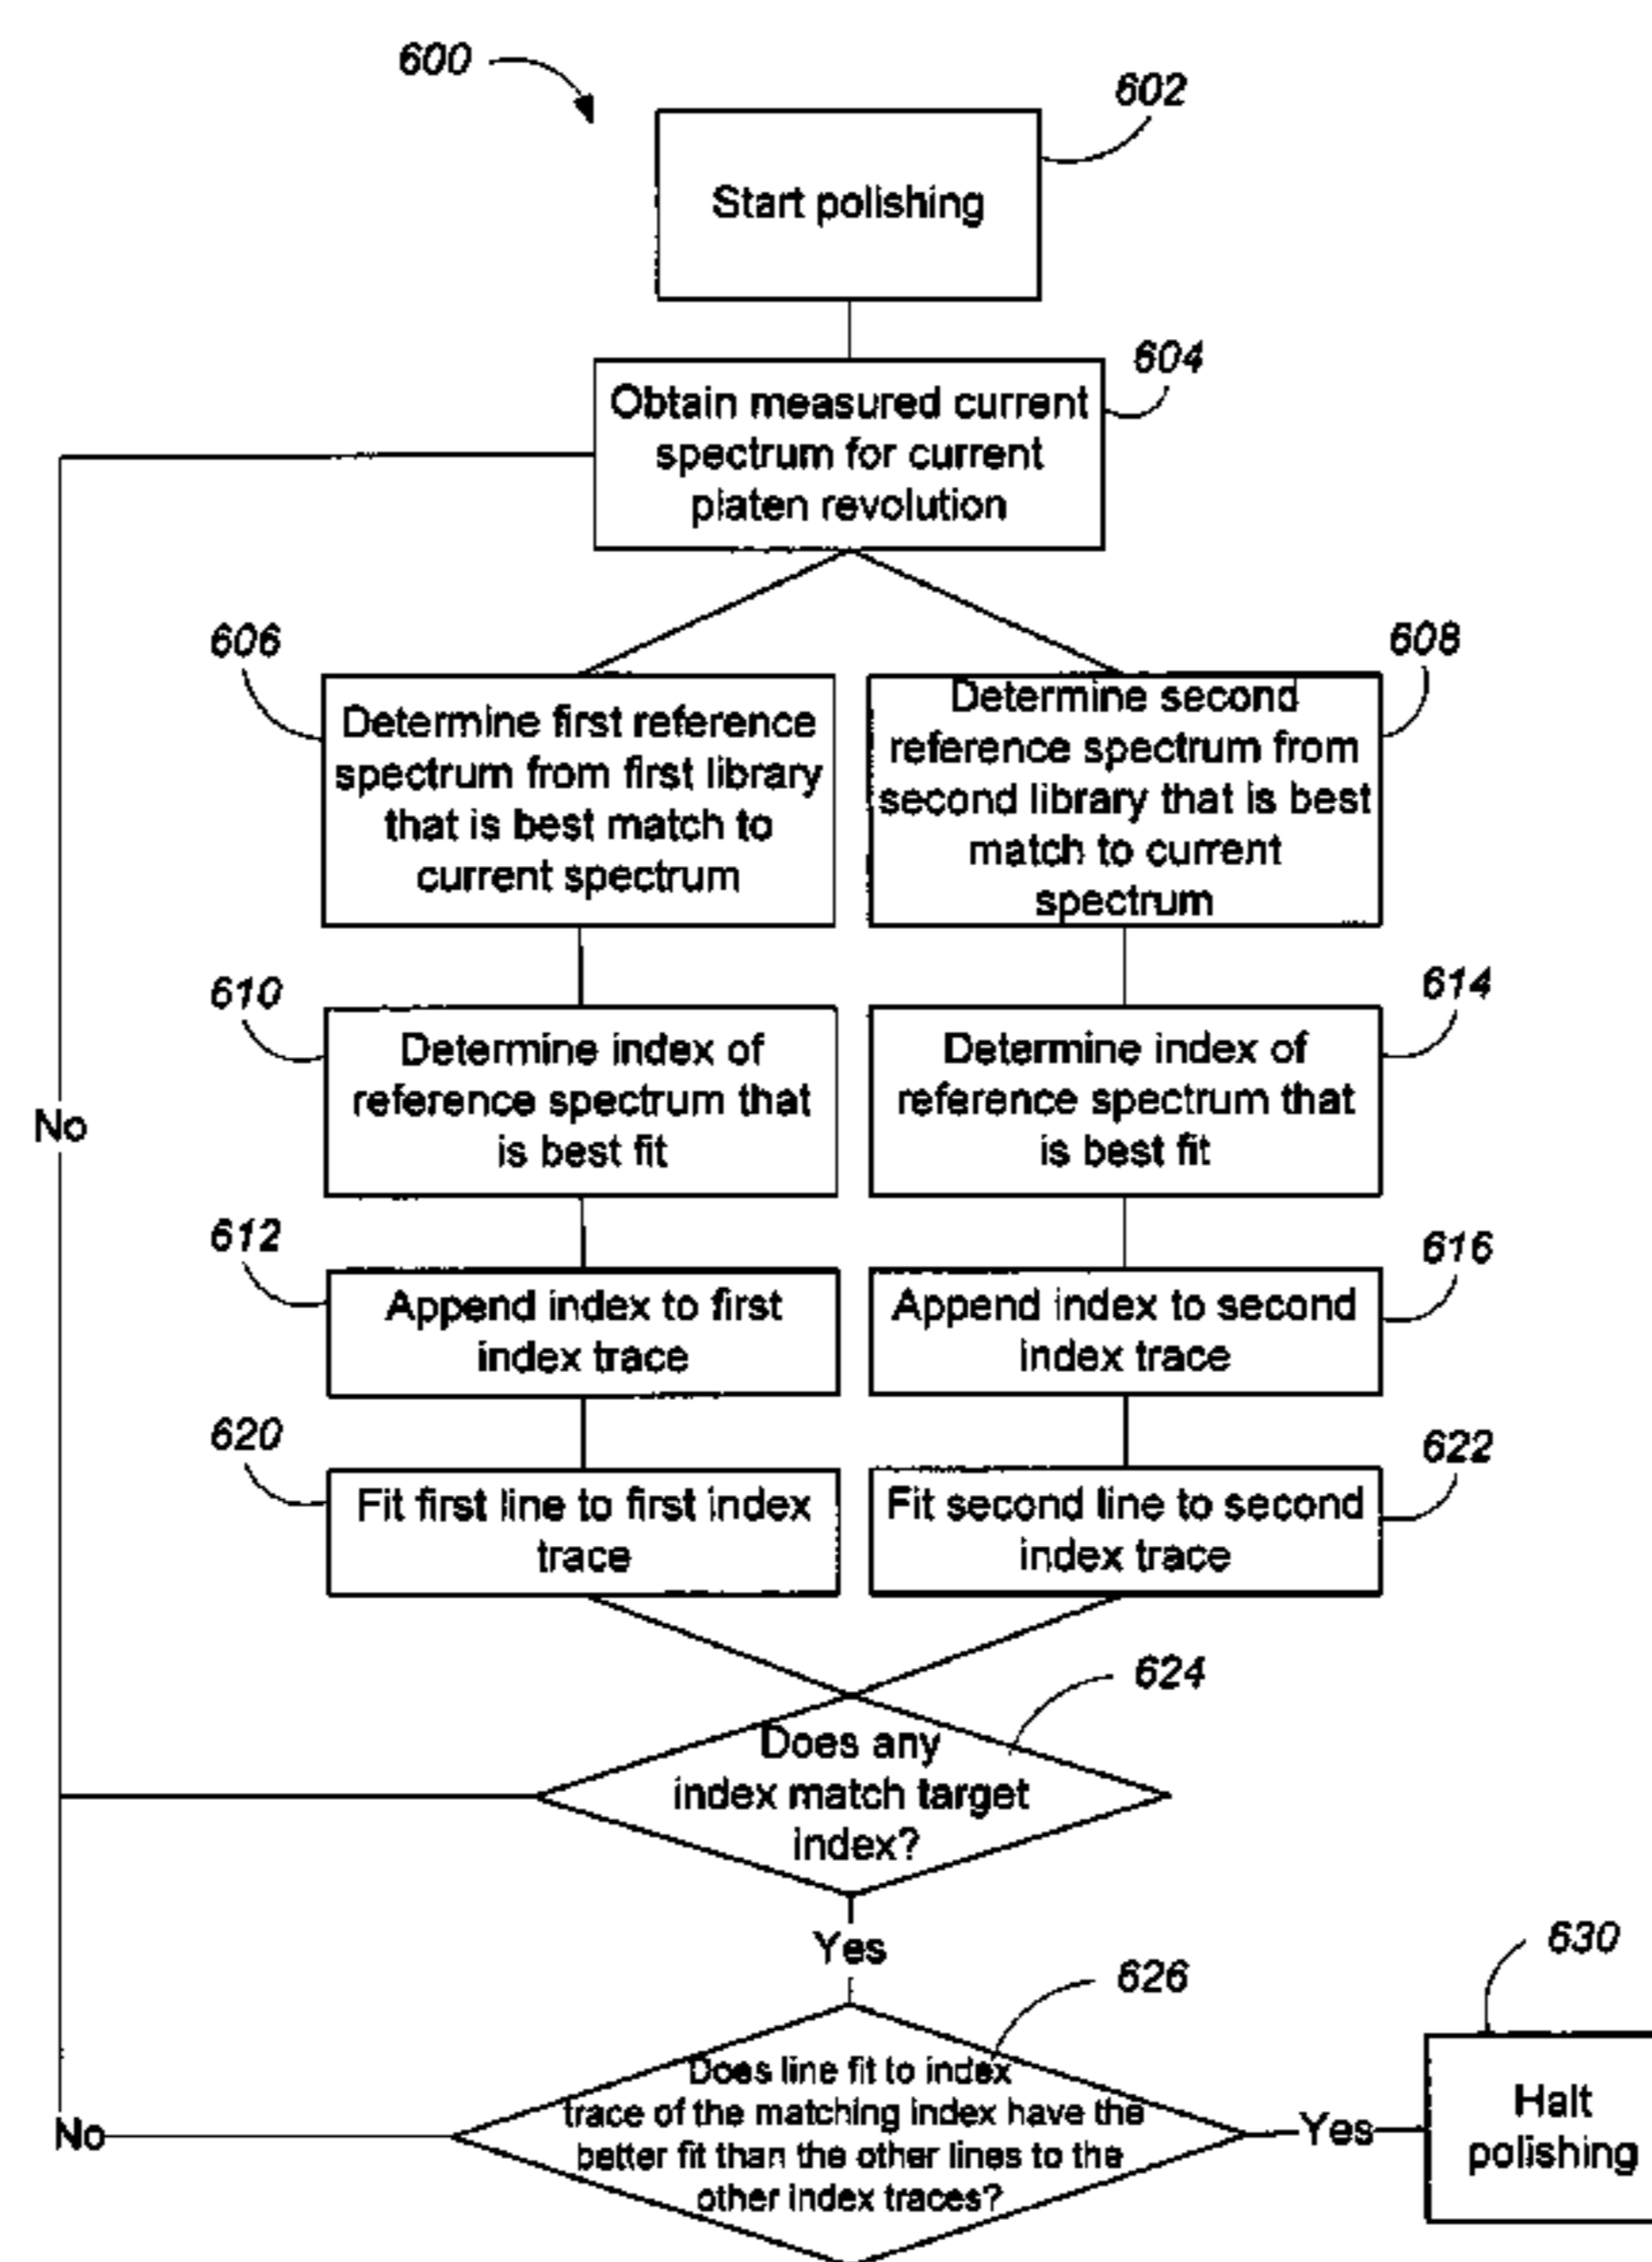 600
602
Start polishing
604
Obtain measured current
spectrum for current
platen revolution
606
Determine first reference
spectrum from first library
that is best match to
current spectrum
608
Determine second
reference spectrum from
second library that is best
match to current
spectrum
610
Determine index of
reference spectrum that
is best fit
614
Determine index of
reference spectrum that
is best fit
No
612
Append index to first
index trace
616
Append index to second
index trace
620
Fit first line to first index
trace
622
Fit second line to second
index trace
624
Does any
index match target
index?
Yes
626
Does line fit to index
trace of the matching index have the
better fit than the other lines to the
other index traces?
No
Yes
630
Halt
polishing